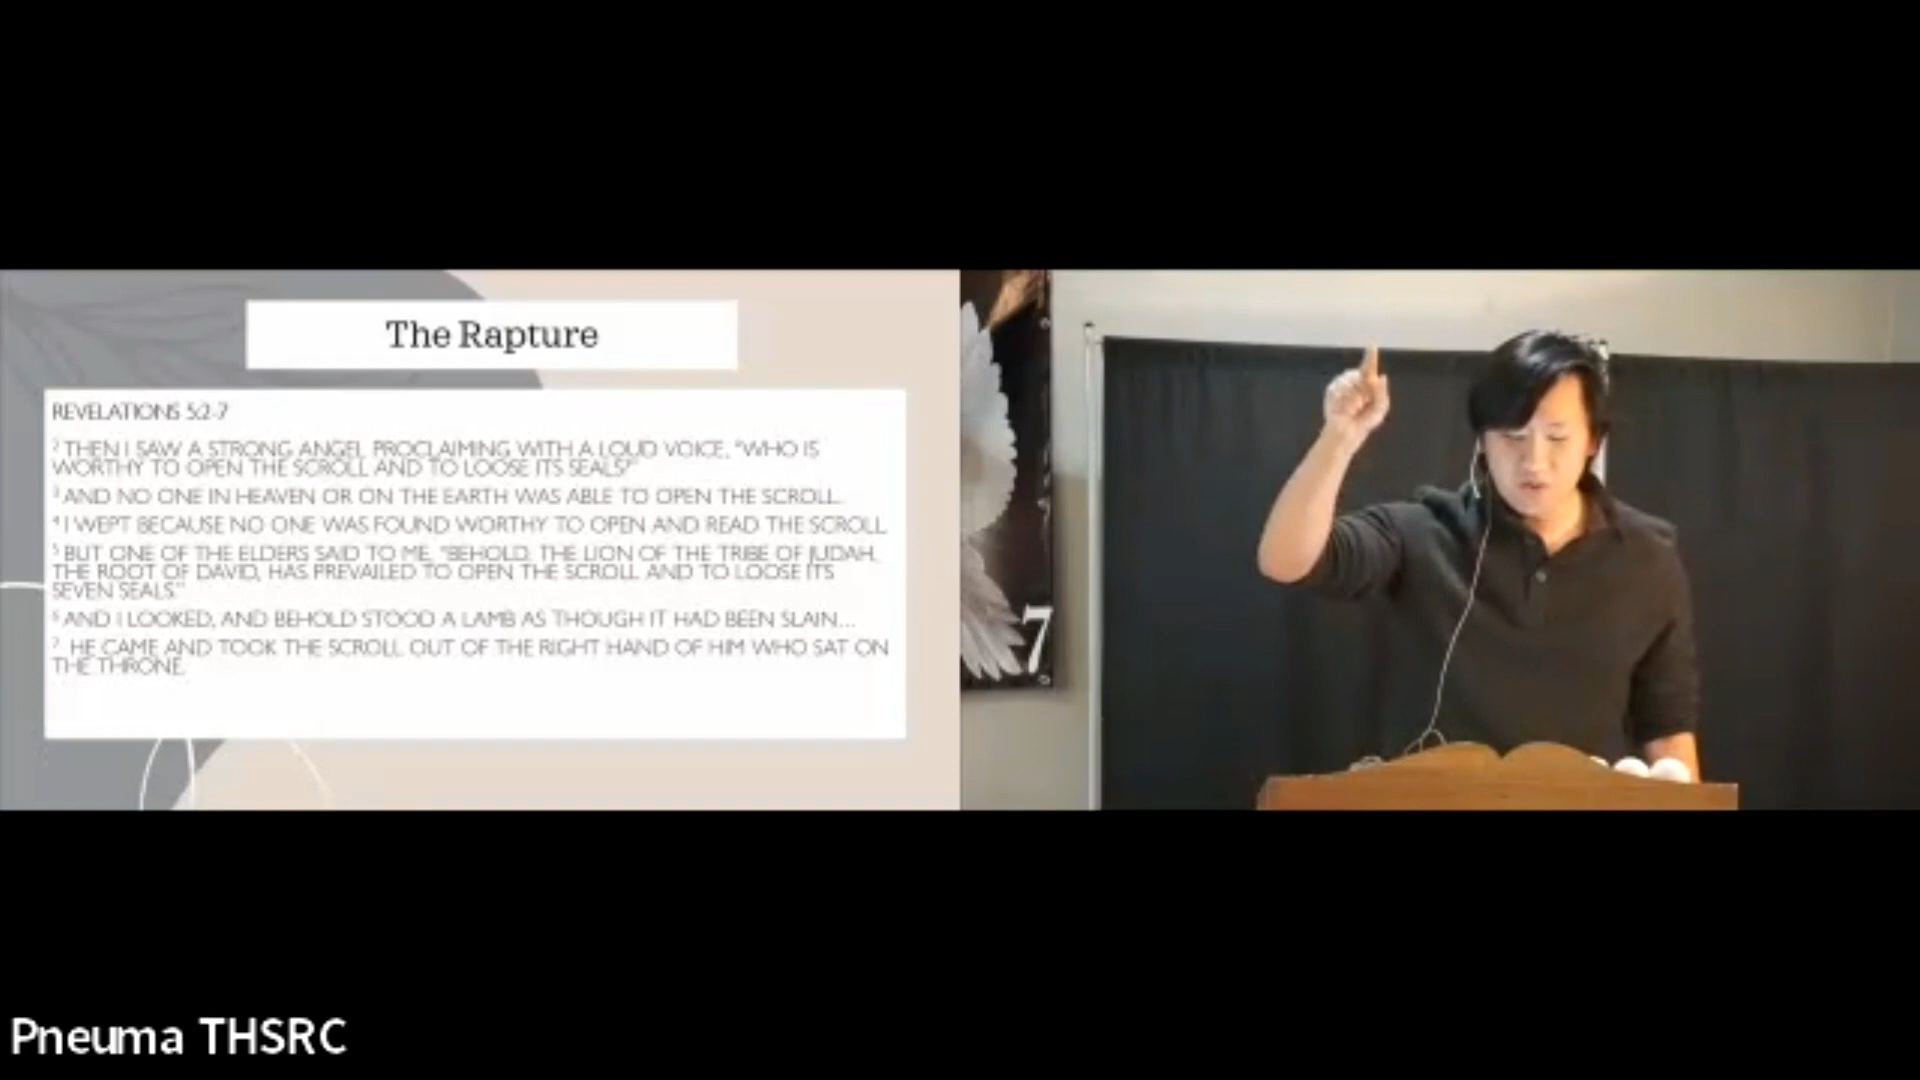 The Rapture
REVELATIONS 5:2-7
2 THEN I SAW A STRONG ANGEL PROCLAIMING WITH A LOUD VOICE, "WHO IS
WORTHY TO OPEN THE SCROLL AND TO LOOSE ITS SEALS?"
3 AND NO ONE IN HEAVEN OR ON THE EARTH WAS ABLE TO OPEN THE SCROLL...
4 I WEPT BECAUSE NO ONE WAS FOUND WORTHY TO OPEN AND READ THE SCROLL
5 BUT ONE OF THE ELDERS SAID TO ME, "BEHOLD, THE LION OF THE TRIBE OF JUDAH,
THE ROOT OF DAVID, HAS PREVAILED TO OPEN THE SCROLL AND TO LOOSE ITS
SEVEN SEALS"
6 AND I LOOKED, AND BEHOLD STOOD A LAMB AS THOUGH IT HAD BEEN SLAIN...
7 HE CAME AND TOOK THE SCROLL OUT OF THE RIGHT HAND OF HIM WHO SAT ON
THE THRONE.
7
Pneuma THSRC